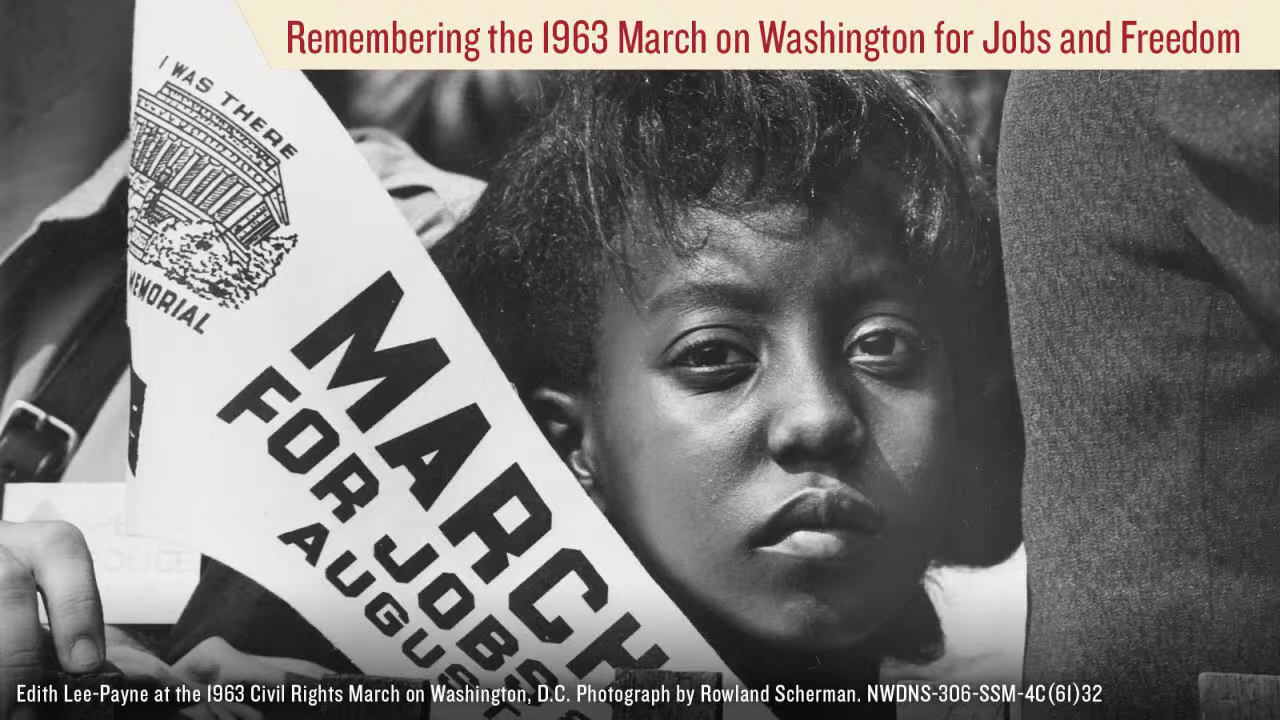 Remembering the 1963 March on Washington for Jobs and Freedom
I WAS THERE
MEMORIAL
MARCH
FOR JOBS
AUGUST
Edith Lee-Payne at the 1963 Civil Rights March on Washington, D.C. Photograph by Rowland Scherman. NWDNS-306-SSM-4C(61)32